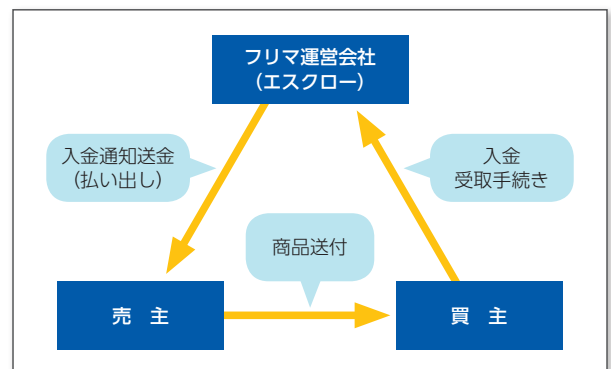 フリマ運営会社
(エスクロー)
入金通知送金
(払い出し)
入金
受取手続き
商品送付
売 主
買 主